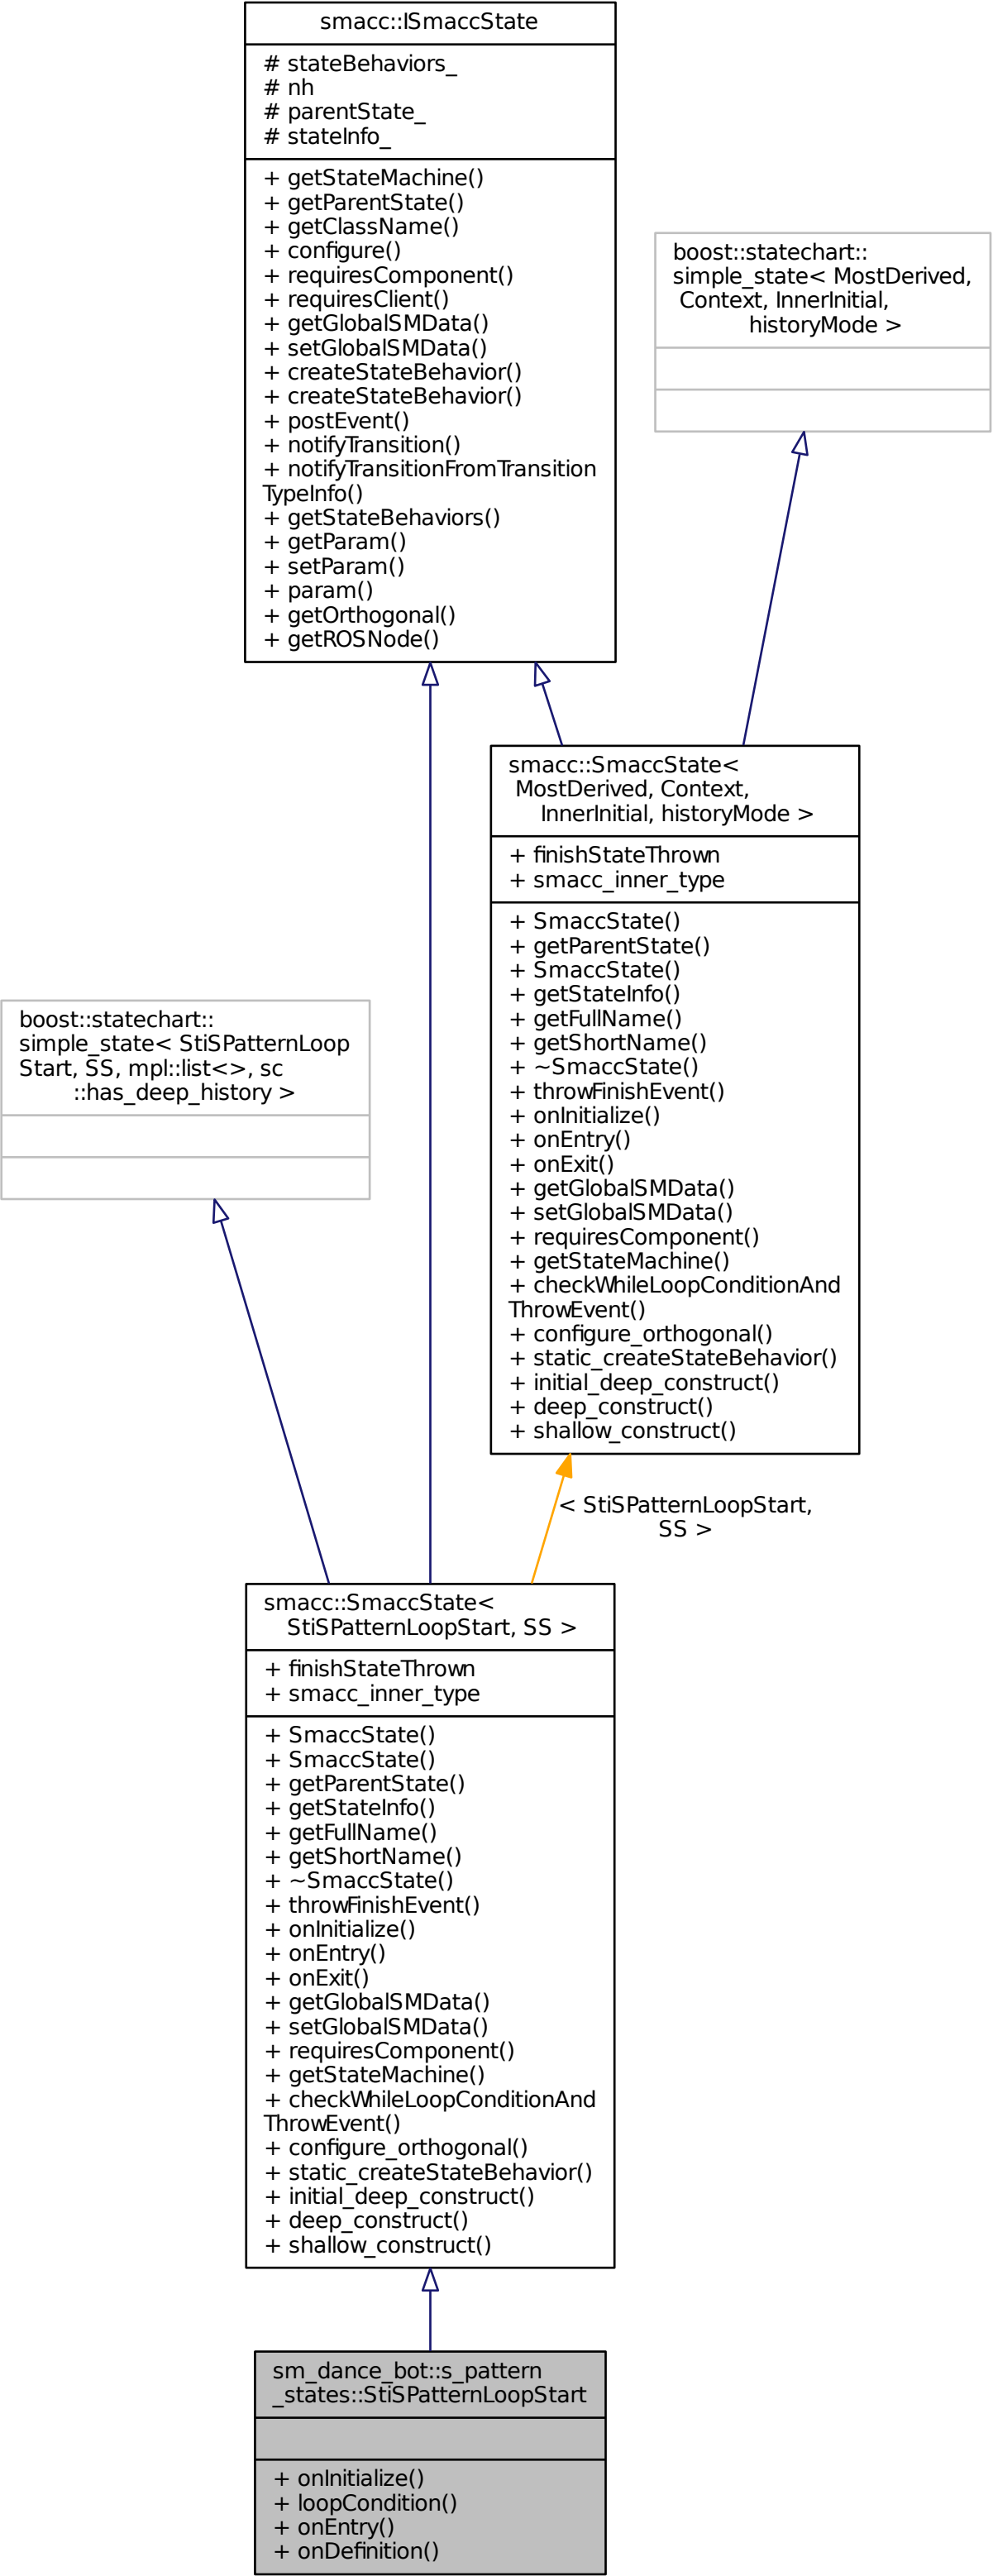 smacc::ISmaccState
# stateBehaviors_
# nh
# parentState_
# stateInfo_
+ getStateMachine()
+ getParentState()
+ getClassName()
+ configure()
+ requiresComponent()
+ requiresClient()
+ getGlobalSMData()
+ setGlobalSMData()
+ createStateBehavior()
+ createStateBehavior()
+ postEvent()
+ notifyTransition()
+ notifyTransitionFromTransition
TypeInfo()
+ getStateBehaviors()
+ getParam()
+ setParam()
+ param()
+ getOrthogonal()
+ getROSNode()
boost::statechart::
simple_state< MostDerived,
Context, InnerInitial,
historyMode >
smacc::SmaccState<
MostDerived, Context,
InnerInitial, historyMode >
+ finishStateThrown
+ smacc_inner_type
+ SmaccState()
+ getParentState()
+ SmaccState()
+ getStateInfo()
+ getFullName()
+ getShortName()
+ ~SmaccState()
+ throwFinishEvent()
+ onInitialize()
+ onEntry()
+ onExit()
+ getGlobalSMData()
+ setGlobalSMData()
+ requiresComponent()
+ getStateMachine()
+ checkWhileLoopConditionAnd
ThrowEvent()
+ configure_orthogonal()
+ static_createStateBehavior()
+ initial_deep_construct()
+ deep_construct()
+ shallow_construct()
boost::statechart::
simple_state< StiSPatternLoop
Start, SS, mpl::list<>, sc
::has_deep_history >
< StiSPatternLoopStart,
SS >
smacc::SmaccState<
StiSPatternLoopStart, SS >
+ finishStateThrown
+ smacc_inner_type
+ SmaccState()
+ SmaccState()
+ getParentState()
+ getStateInfo()
+ getFullName()
+ getShortName()
+ ~SmaccState()
+ throwFinishEvent()
+ onInitialize()
+ onEntry()
+ onExit()
+ getGlobalSMData()
+ setGlobalSMData()
+ requiresComponent()
+ getStateMachine()
+ checkWhileLoopConditionAnd
ThrowEvent()
+ configure_orthogonal()
+ static_createStateBehavior()
+ initial_deep_construct()
+ deep_construct()
+ shallow_construct()
sm_dance_bot::s_pattern
_states::StiSPatternLoopStart
+ onInitialize()
+ loopCondition()
+ onEntry()
+ onDefinition()